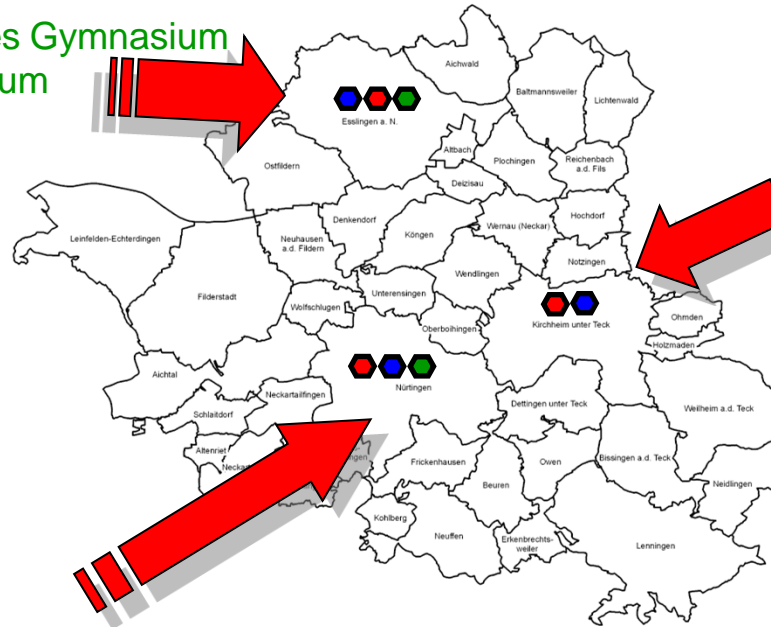 es Gymnasium
um
Aichwald
Baltmannsweiler
Lichtenwald
Esslingen a. N.
Altbach
Plochingen
Reichenbach
a.d. Fils
Ostfildern
Deizisau
Hochdorf
Denkendorf
Köngen
Wernau (Neckar)
Leinfelden-Echterdingen
Neuhausen
a.d. Fildern
Notzingen
Wendlingen
Filderstadt
Unterensingen
Wolfschlugen
Ohmden
Oberboihingen
Kirchheim unter Teck
Holzmaden
Aichtal
Nürtingen
Neckartailfingen
Dettingen unter Teck
Weilheim a.d. Teck
Schlaitdorf
Altenriet
Neckar
ingen
Frickenhausen
Owen
Bissingen a.d. Teck
Beuren
Neidlingen
Kohlberg
Neuffen
Erkenbrechts-
weiler
Lenningen